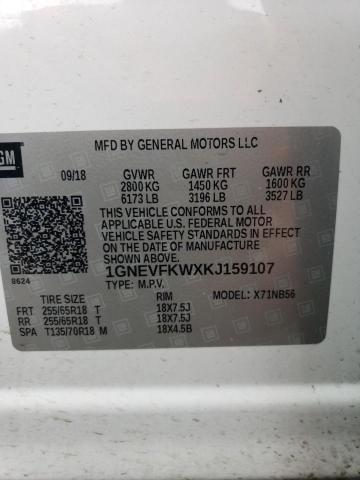 GM
MFD BY GENERAL MOTORS LLC
09/18 GVWR GAWR FRT GAWR RR
2800 KG 1450 KG 1600 KG
6173 LB 3196 LB 3527 LB
THIS VEHICLE CONFORMS TO ALL
APPLICABLE U.S. FEDERAL MOTOR
VEHICLE SAFETY STANDARDS IN EFFECT
ON THE DATE OF MANUFACTURE
SHOWN ABOVE.
8624 1GNEVFKWXKJ159107
TYPE: M.P.V. MODEL: X71NB56
TIRE SIZE RIM
FRT 255/65R18 T 18X7.5J
RR 255/65R18 T 18X7.5J
SPA T135/70R18 M 18X4.5B